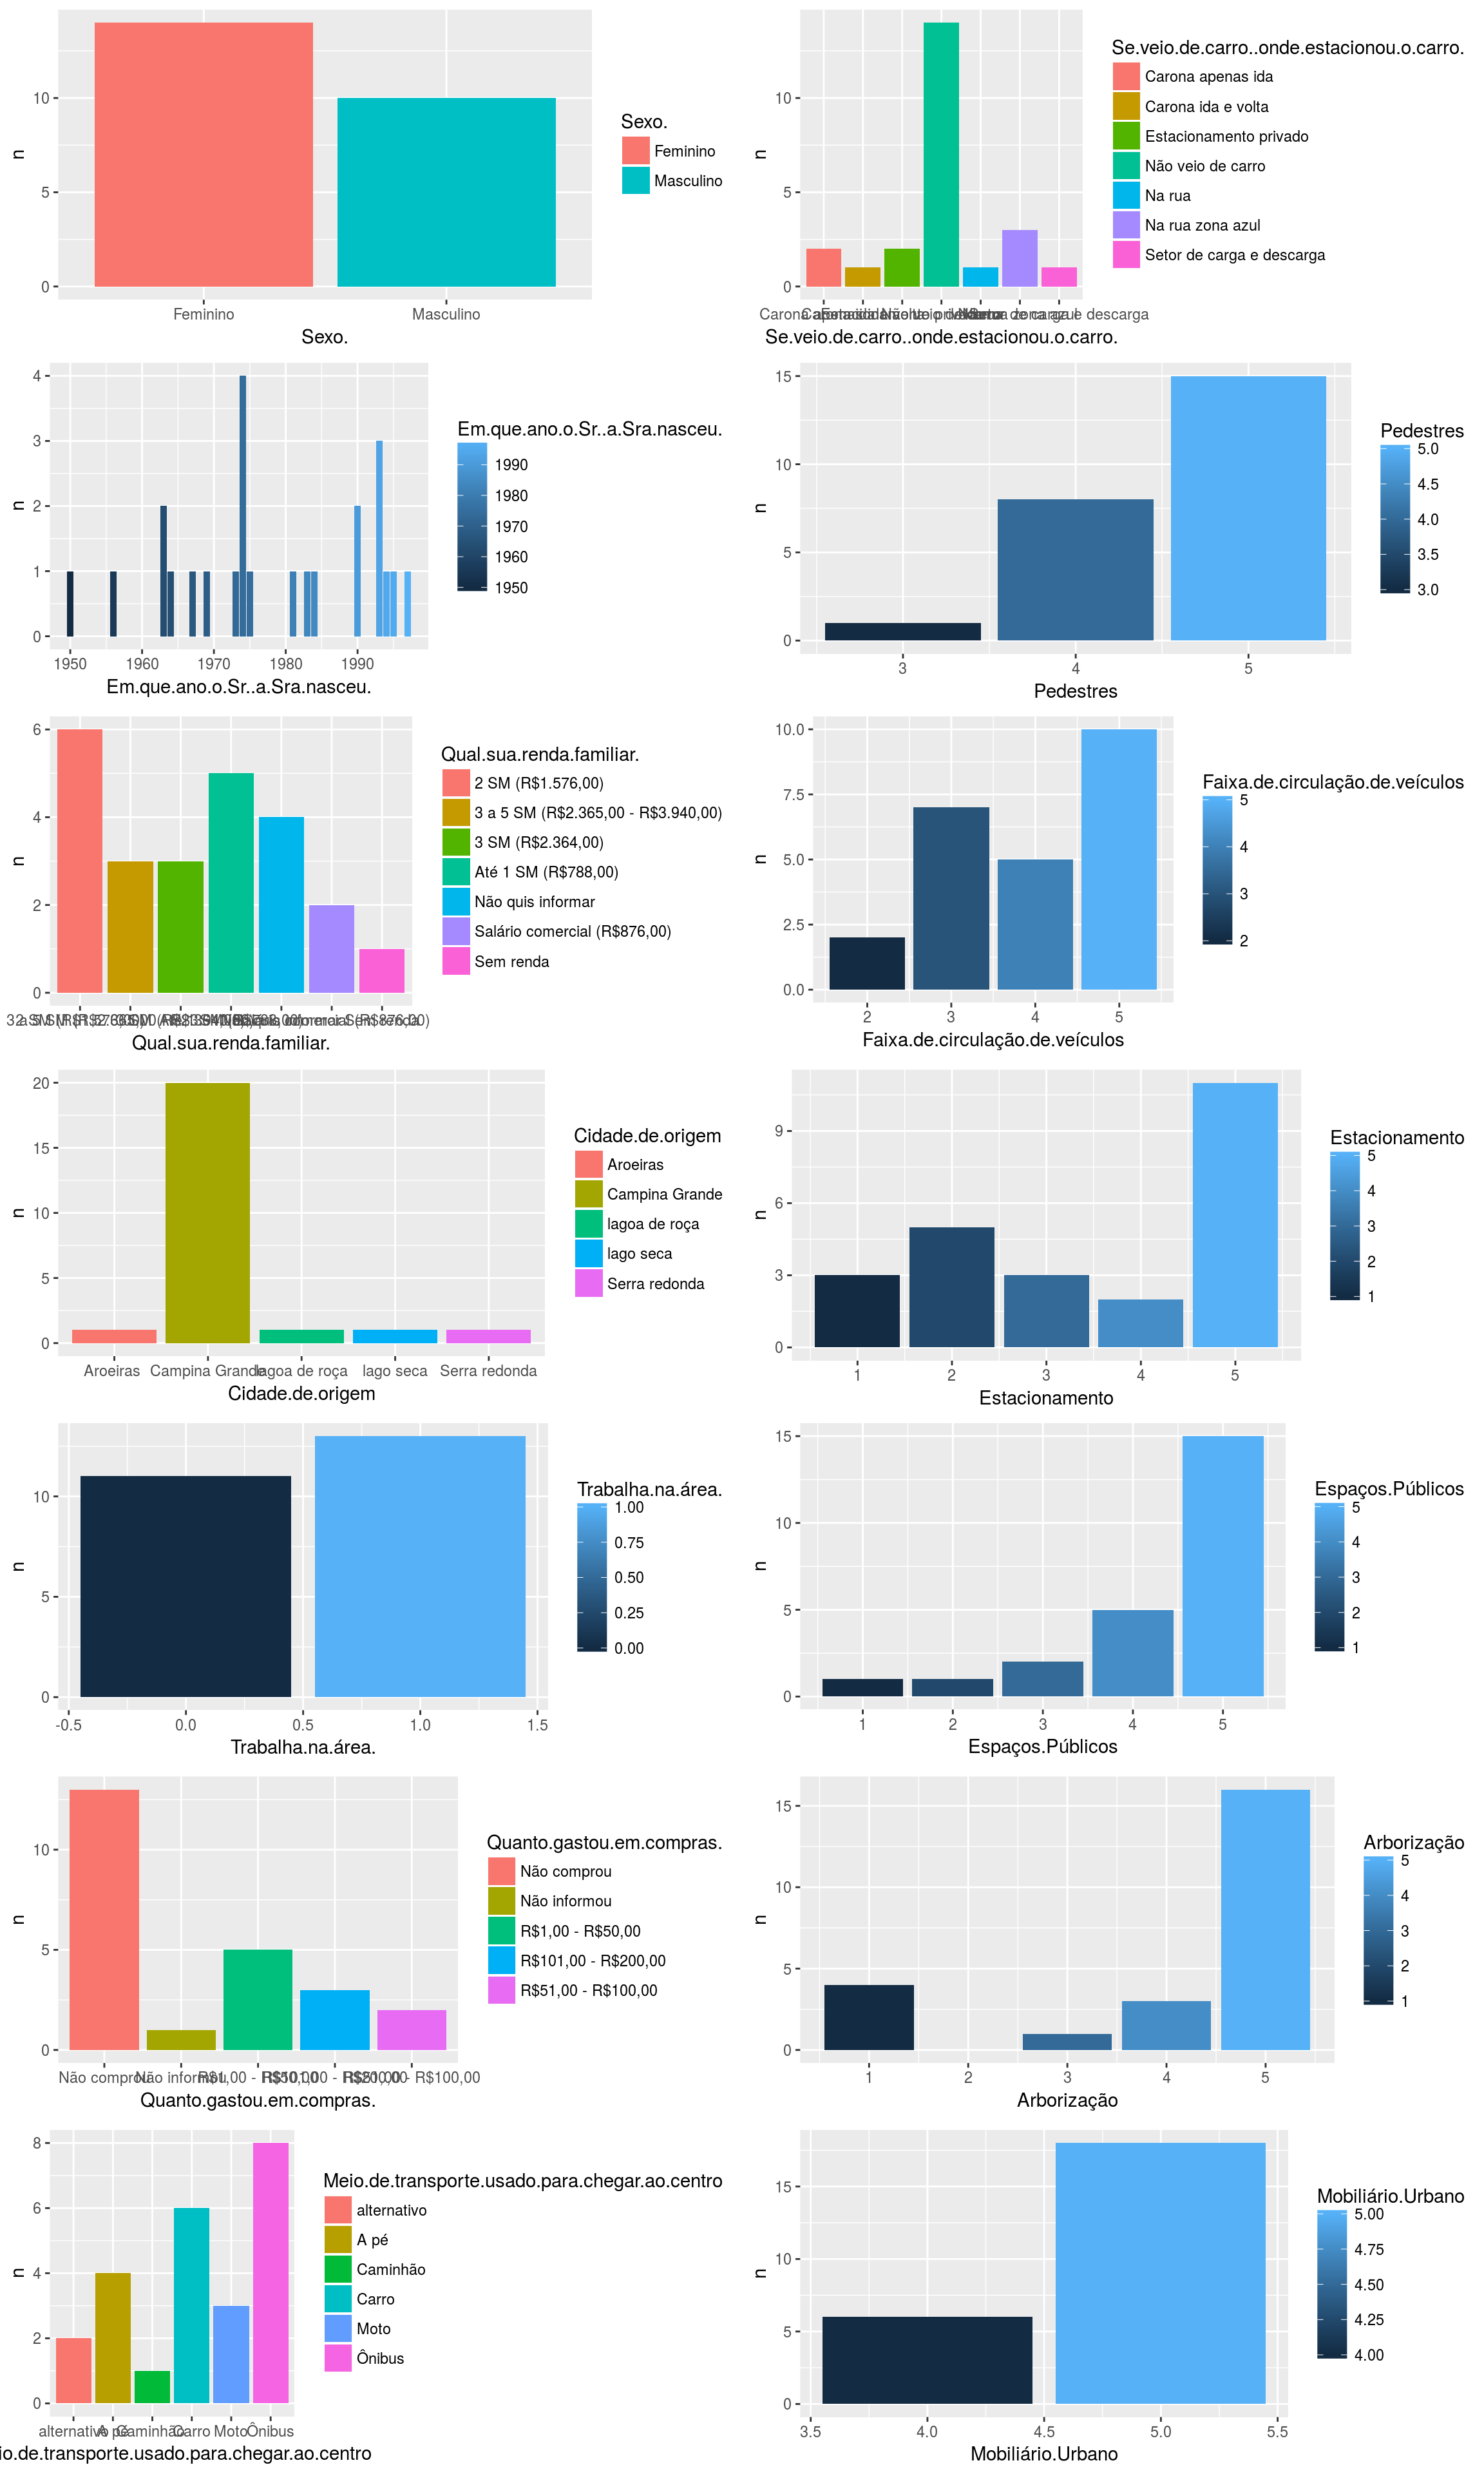 10
5
0
n
Feminino
Masculino
Sexo.
Sexo.
Feminino
Masculino
10
5
0
n
Se.veio.de.carro..onde.estacionou.o.carro.
Se.veio.de.carro..onde.estacionou.o.carro.
Carona apenas ida
Carona ida e volta
Estacionamento privado
Não veio de carro
Na rua
Na rua zona azul
Setor de carga e descarga
4
3
2
1
0
n
1950 1960 1970 1980 1990
Em.que.ano.o.Sr..a.Sra.nasceu.
Em.que.ano.o.Sr..a.Sra.nasceu.
1990
1980
1970
1960
1950
15
10
5
0
n
3 4 5
Pedestres
Pedestres
5.0
4.5
4.0
3.5
3.0
6
4
2
0
n
Qual.sua.renda.familiar.
Qual.sua.renda.familiar.
2 SM (R$1.576,00)
3 a 5 SM (R$2.365,00 - R$3.940,00)
3 SM (R$2.364,00)
Até 1 SM (R$788,00)
Não quis informar
Salário comercial (R$876,00)
Sem renda
10.0
7.5
5.0
2.5
0.0
n
2 3 4 5
Faixa.de.circulação.de.veículos
Faixa.de.circulação.de.veículos
5
4
3
2
20
15
10
5
0
n
Aroeiras Campina Grande lagoa de roça lago seca Serra redonda
Cidade.de.origem
Cidade.de.origem
Aroeiras
Campina Grande
lagoa de roça
lago seca
Serra redonda
9
6
3
0
n
1 2 3 4 5
Estacionamento
Estacionamento
5
4
3
2
1
10
5
0
n
-0.5 0.0 0.5 1.0 1.5
Trabalha.na.área.
Trabalha.na.área.
1.00
0.75
0.50
0.25
0.00
15
10
5
0
n
1 2 3 4 5
Espaços.Públicos
Espaços.Públicos
5
4
3
2
1
10
5
0
n
Não comprou Não informou
Quanto.gastou.em.compras.
Quanto.gastou.em.compras.
Não comprou
Não informou
R$1,00 - R$50,00
R$101,00 - R$200,00
R$51,00 - R$100,00
15
10
5
0
n
1 2 3 4 5
Arborização
Arborização
5
4
3
2
1
8
6
4
2
0
n
alternativo A pé Caminhão Carro Moto Ônibus
io.de.transporte.usado.para.chegar.ao.centro
Meio.de.transporte.usado.para.chegar.ao.centro
alternativo
A pé
Caminhão
Carro
Moto
Ônibus
15
10
5
0
n
3.5 4.0 4.5 5.0 5.5
Mobiliário.Urbano
Mobiliário.Urbano
5.00
4.75
4.50
4.25
4.00